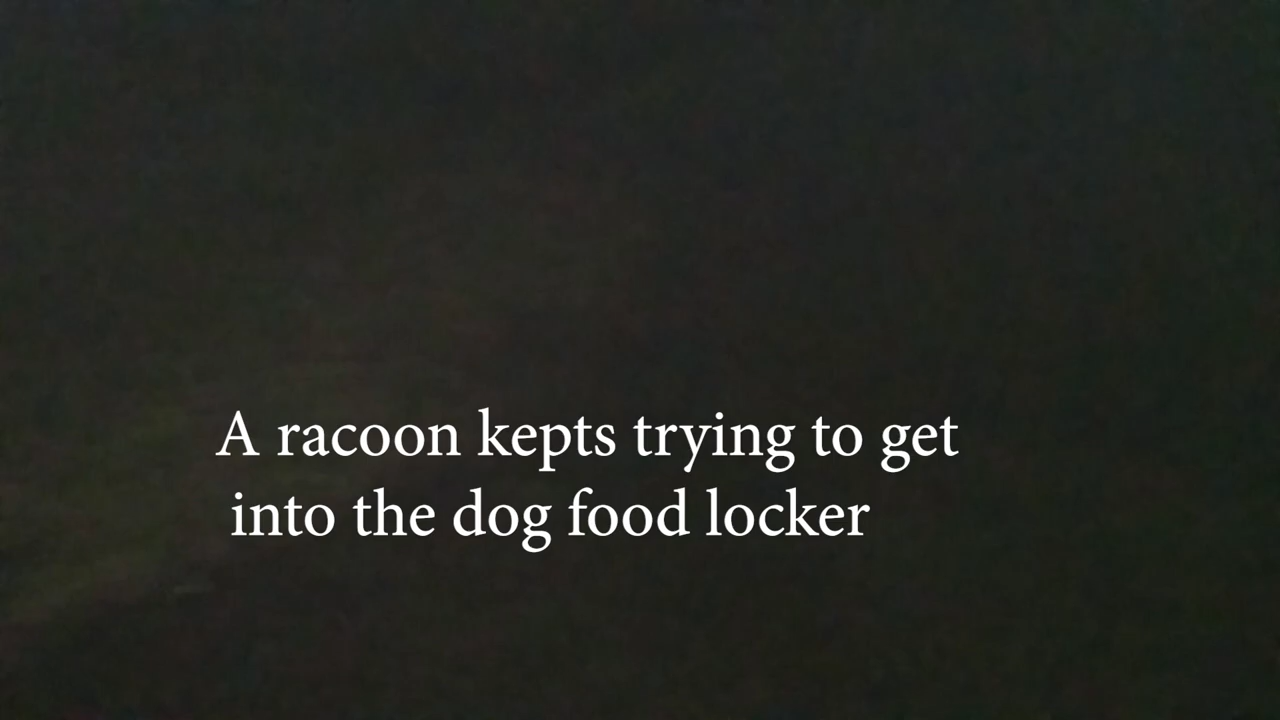 A racoon kepts trying to get
into the dog food locker